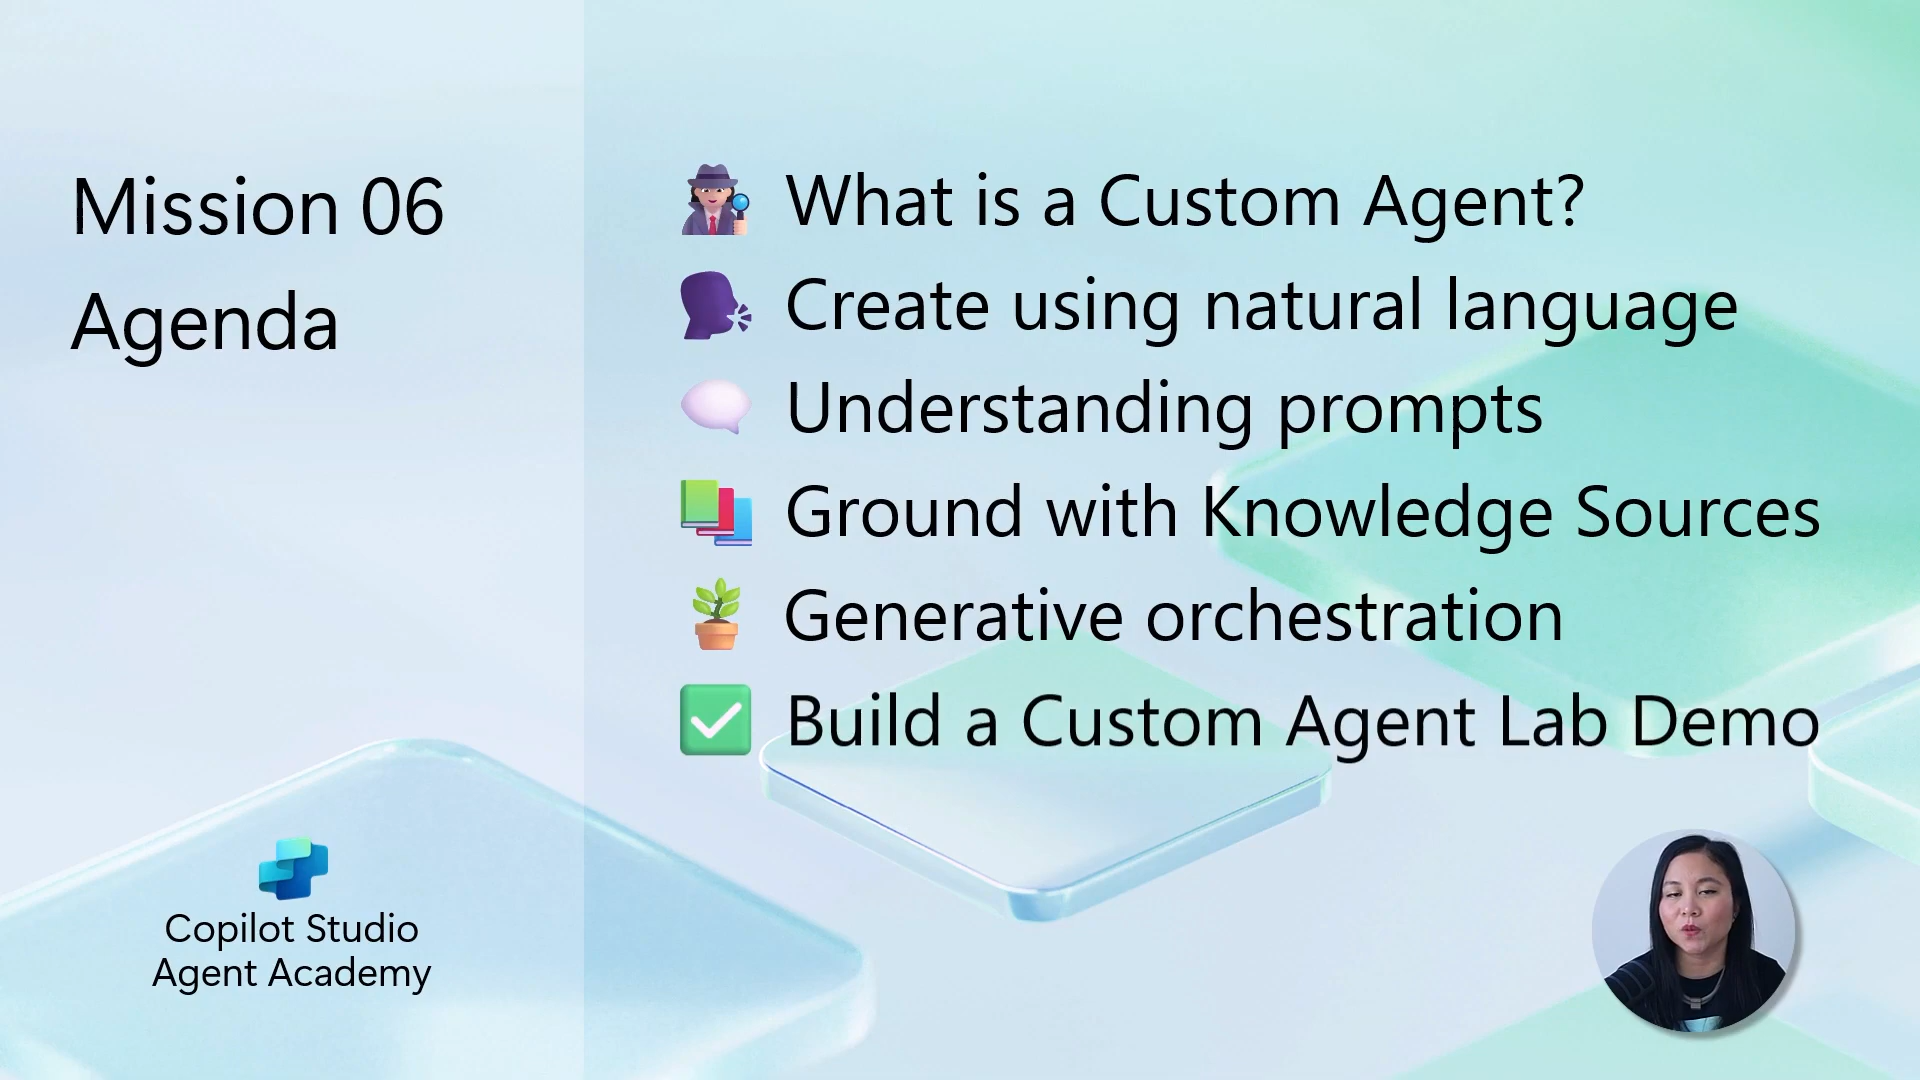 Mission 06
Agenda
What is a Custom Agent?
Create using natural language
Understanding prompts
Ground with Knowledge Sources
Generative orchestration
Build a Custom Agent Lab Demo
Copilot Studio
Agent Academy